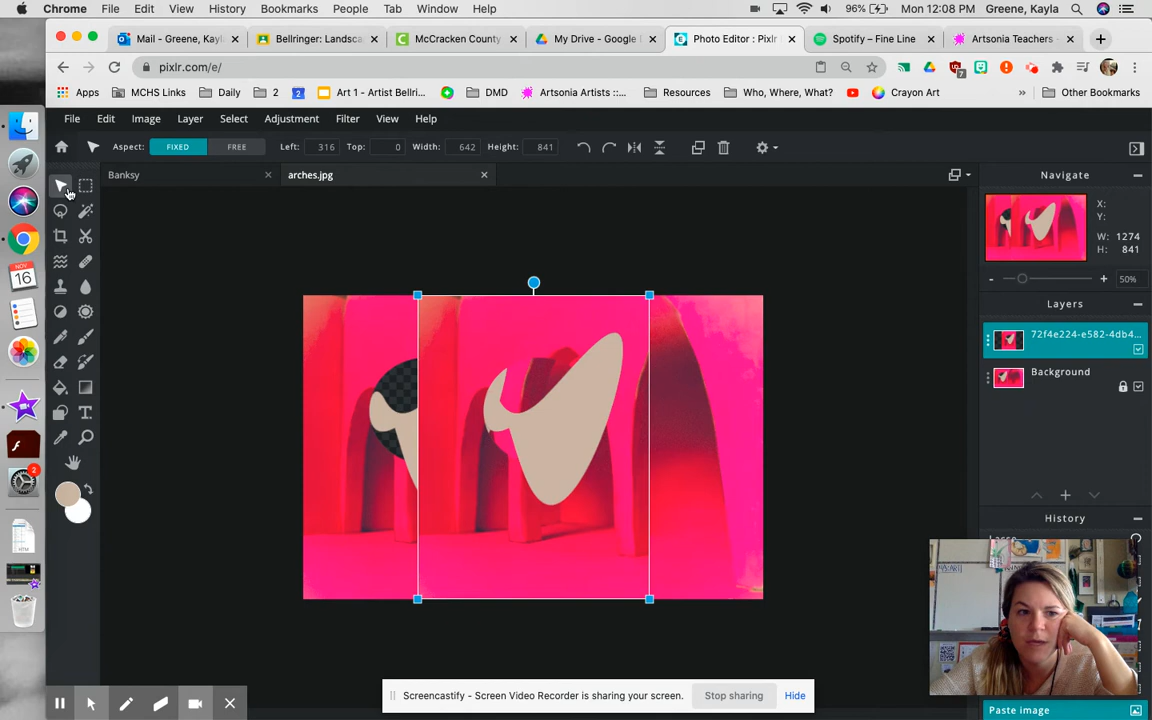 Chrome File Edit View History Bookmarks People Tab Window Help 96% Mon 12:08 PM Greene, Kayla
Mail - Greene, Kayl Bellringer: Landsca McCracken County My Drive - Google Photo Editor : Pixlr Spotify – Fine Line Artsonia Teachers -
pixlr.com/e/ 7
Apps MCHS Links Daily 2 Art 1 - Artist Bellri... DMD Artsonia Artists ::... Resources Who, Where, What? Crayon Art » Other Bookmarks
File Edit Image Layer Select Adjustment Filter View Help
Aspect: FIXED FREE Left: 316 Top: 0 Width: 642 Height: 841
Banksy arches.jpg Navigate
X:
Y:
W: 1274
H: 841
- + 50%
Layers
72f4e224-e582-4db4...
Background
NOV
16
2
History
Paste image
Screencastify - Screen Video Recorder is sharing your screen. Stop sharing Hide